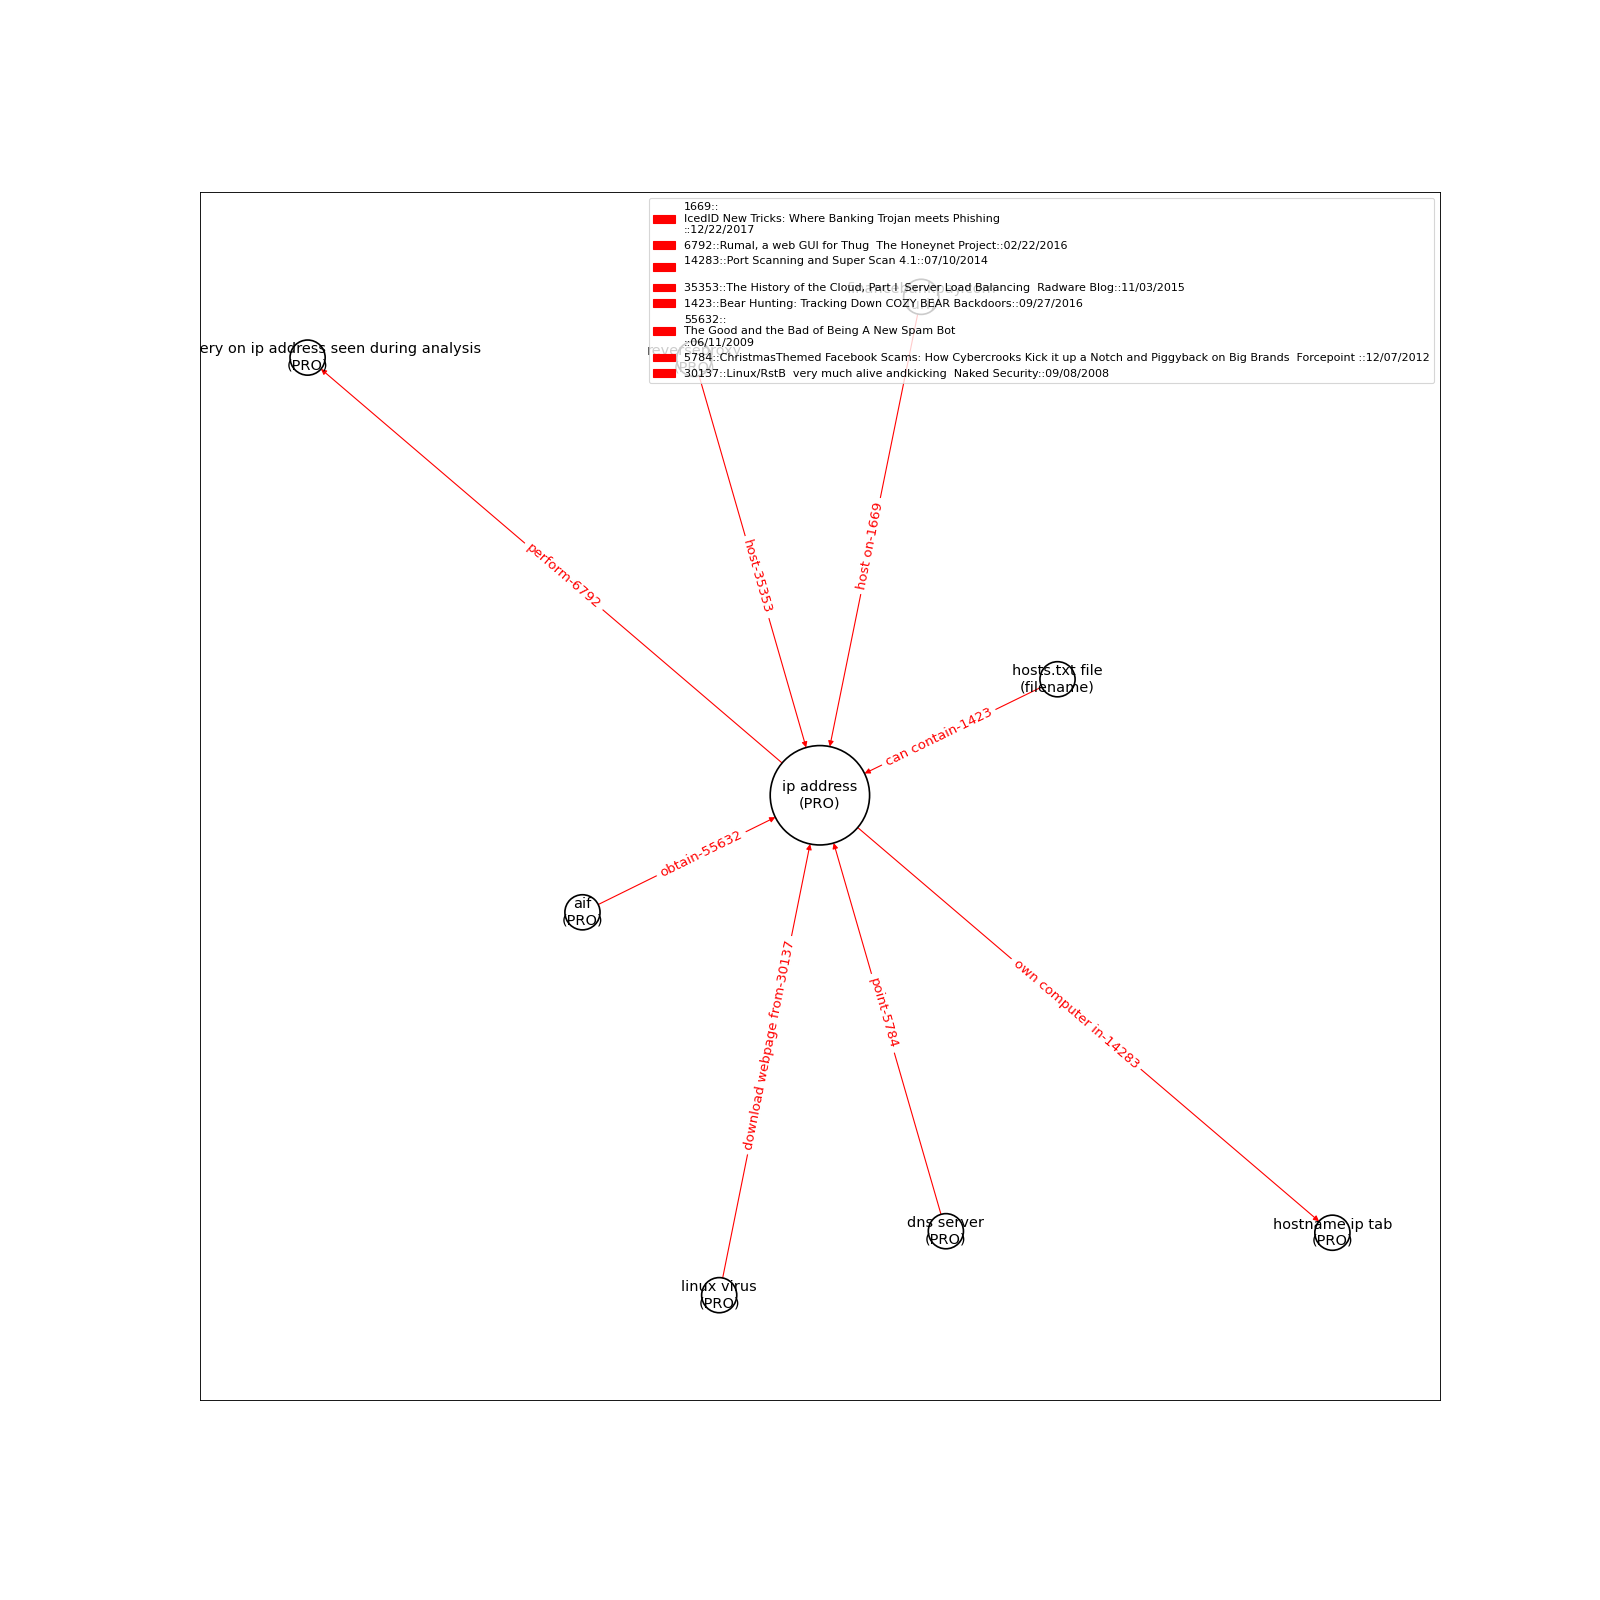 1669::
IcedID New Tricks: Where Banking Trojan meets Phishing
::12/22/2017
6792::Rumal, a web GUI for Thug  The Honeynet Project::02/22/2016
14283::Port Scanning and Super Scan 4.1::07/10/2014
35353::The History of the Cloud, Part I  Server Load Balancing  Radware Blog::11/03/2015
1423::Bear Hunting: Tracking Down COZY BEAR Backdoors::09/27/2016
55632::
The Good and the Bad of Being A New Spam Bot
::06/11/2009
5784::ChristmasThemed Facebook Scams: How Cybercrooks Kick it up a Notch and Piggyback on Big Brands  Forcepoint ::12/07/2012
30137::Linux/RstB  very much alive andkicking  Naked Security::09/08/2008
ery on ip address seen during analysis
(PRO)
reverseproxy
(PRO)
perform-6792
host-35353
host on-1669
hosts.txt file
(filename)
can contain-1423
ip address
(PRO)
obtain-55632
aif
(PRO)
download webpage from-30137
point-5784
own computer in-14283
dns server
(PRO)
hostname ip tab
(PRO)
linux virus
(PRO)